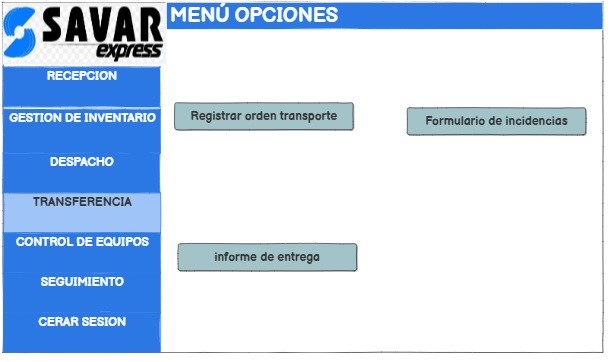 SAVAR
express
MENÚ OPCIONES
RECEPCION
GESTION DE INVENTARIO
DESPACHO
TRANSFERENCIA
CONTROL DE EQUIPOS
SEGUIMIENTO
CERAR SESION
Registrar orden transporte
Formulario de incidencias
informe de entrega